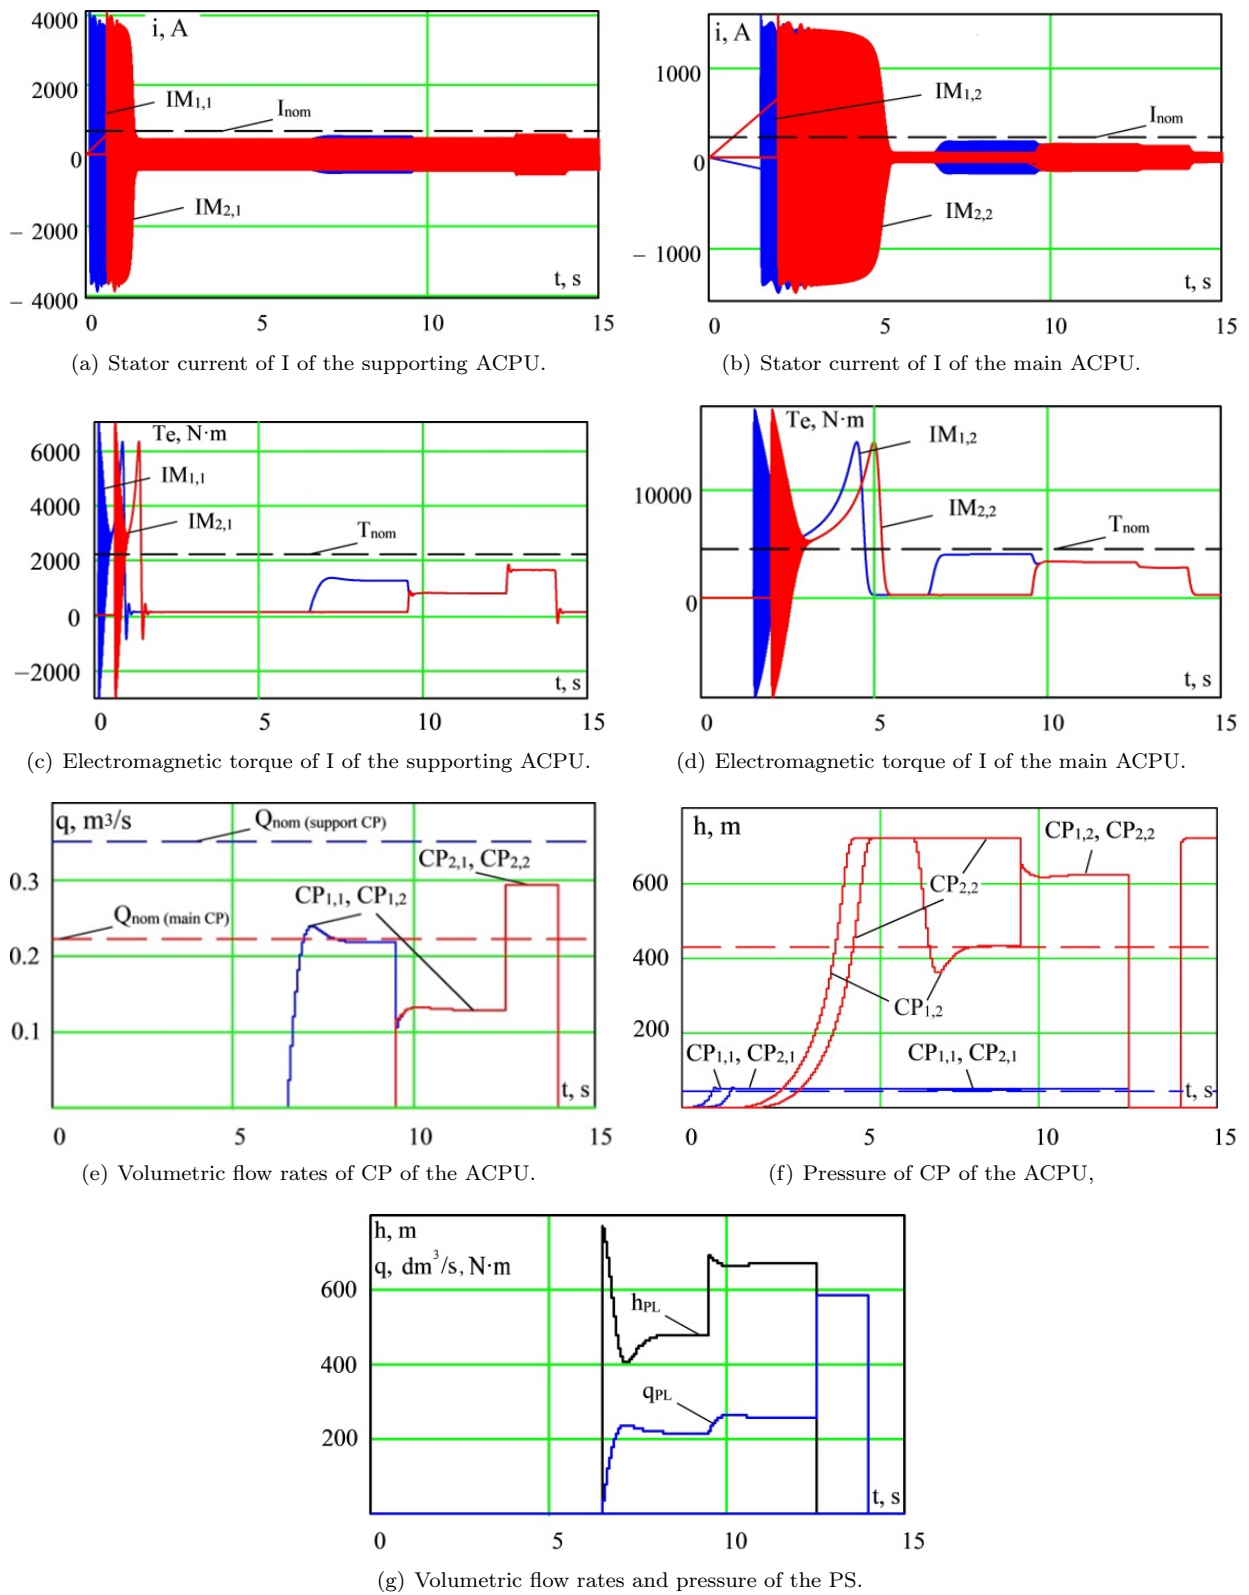 4000
i, A
2000
IM1,1
Inom
0
IM2,1
– 2000
t, s
– 4000
0 5 10 15
(a) Stator current of I of the supporting ACPU.
i, A
1000
IM1,2
Inom
0
IM2,2
– 1000
t, s
0 5 10 15
(b) Stator current of I of the main ACPU.
Te, N·m
6000
IM1,1
4000
IM2,1
Tnom
2000
0
−2000
t, s
0 5 10 15
(c) Electromagnetic torque of I of the supporting ACPU.
Te, N·m
IM1,2
10000
IM2,2
Tnom
0
t, s
0 5 10 15
(d) Electromagnetic torque of I of the main ACPU.
q, m3/s
Qnom (support CP)
0.3
CP2,1, CP2,2
CP1,1, CP1,2
Qnom (main CP)
0.2
0.1
t, s
0 5 10 15
(e) Volumetric flow rates of CP of the ACPU.
h, m
CP1,2, CP2,2
600
CP2,2
400
CP1,2
200
CP1,1, CP2,1
CP1,1, CP2,1
t, s
0 5 10 15
(f) Pressure of CP of the ACPU,
h, m
q, dm3/s, N·m
600
hPL
400
qPL
200
t, s
0 5 10 15
(g) Volumetric flow rates and pressure of the PS.